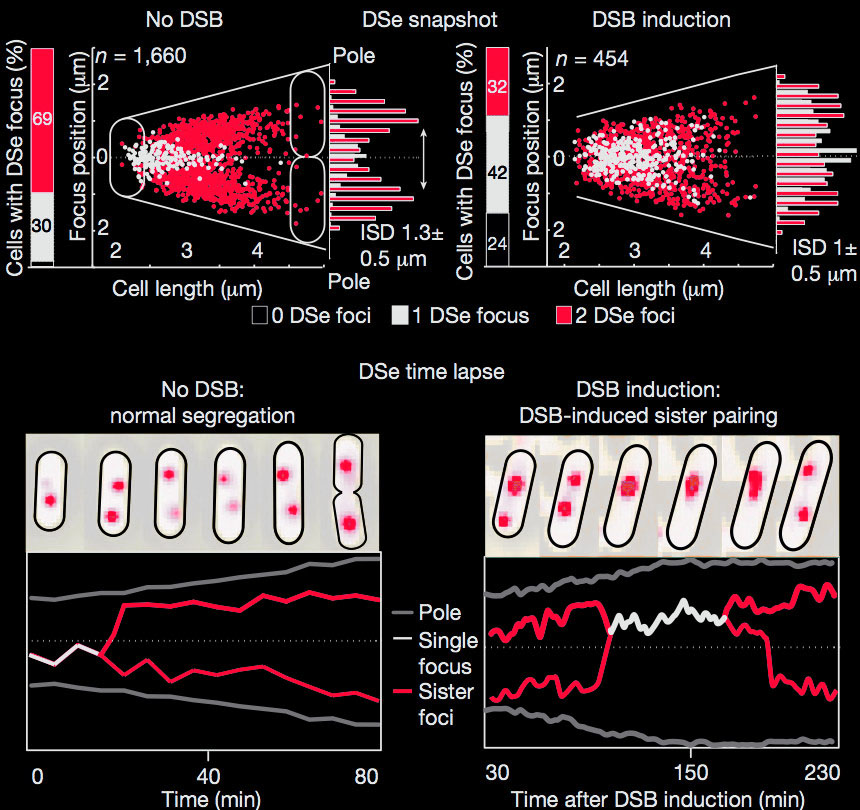 No DSB
DSe snapshot
DSB induction
Cells with DSe focus (%)
69
30
Focus position (μm)
n = 1,660
2
0
2
2 3 4
Cell length (μm)
Pole
ISD 1.3±
0.5 μm
Pole
Cells with DSe focus (%)
32
42
24
Focus position (μm)
n = 454
2
0
2
2 3 4
Cell length (μm)
ISD 1±
0.5 μm
0 DSe foci 1 DSe focus 2 DSe foci
DSe time lapse
No DSB:
normal segregation
DSB induction:
DSB-induced sister pairing
Pole
Single
focus
Sister
foci
0 40 80
Time (min)
30 150 230
Time after DSB induction (min)